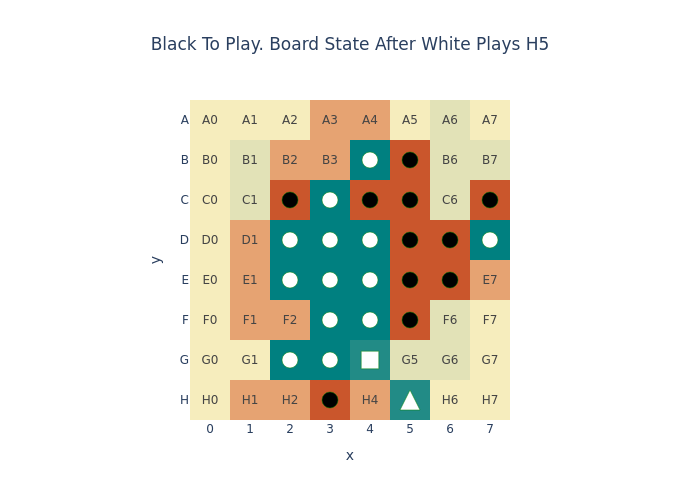 Black To Play. Board State After White Plays H5
A A0 A1 A2 A3 A4 A5 A6 A7
B B0 B1 B2 B3 B6 B7
C C0 C1 C6
D D0 D1
y
E E0 E1 E7
F F0 F1 F2 F6 F7
G G0 G1 G5 G6 G7
H H0 H1 H2 H4 H6 H7
0 1 2 3 4 5 6 7
x